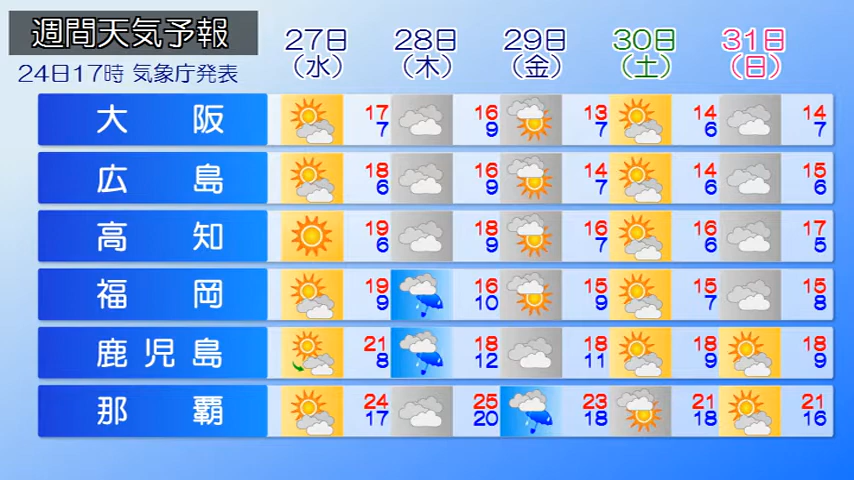 週間天気予報
24日17時 気象庁発表
27日 28日 29日 30日 31日
(水) (木) (金) (土) (日)
大阪 17 7 16 9 13 7 14 6 14 7
広島 18 6 16 9 14 7 14 6 15 6
高知 19 6 18 9 16 7 16 6 17 5
福岡 19 9 16 10 15 9 15 7 15 8
鹿児島 21 8 18 12 18 11 18 9 18 9
那覇 24 17 25 20 23 18 21 18 21 16